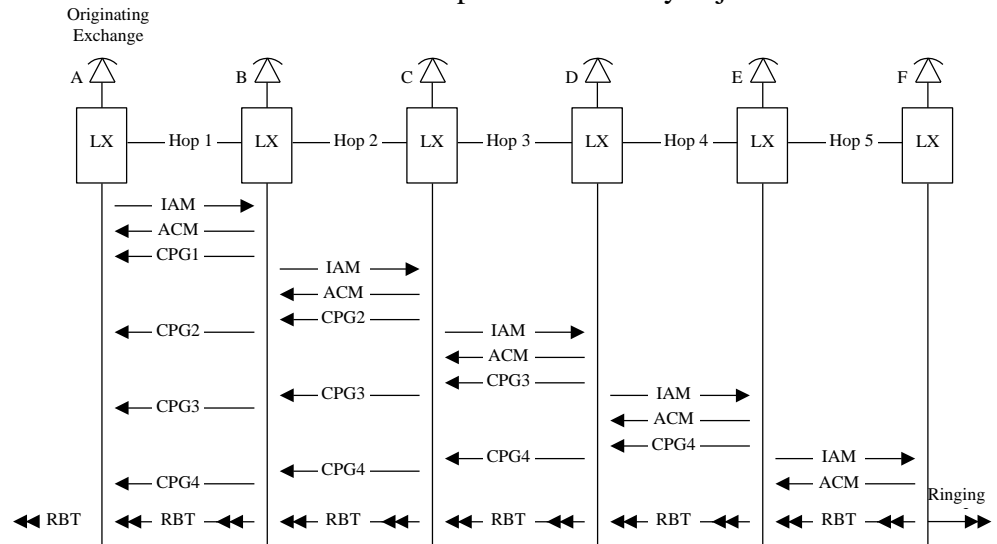 Originating
Exchange
A B C D E F
LX Hop 1 LX Hop 2 LX Hop 3 LX Hop 4 LX Hop 5 LX
IAM
ACM
CPG1
IAM
ACM
CPG2
CPG2 IAM
ACM
CPG3
CPG3 CPG3 IAM
ACM
CPG4
CPG4 CPG4 CPG4 IAM
ACM
Ringing
RBT RBT RBT RBT RBT RBT